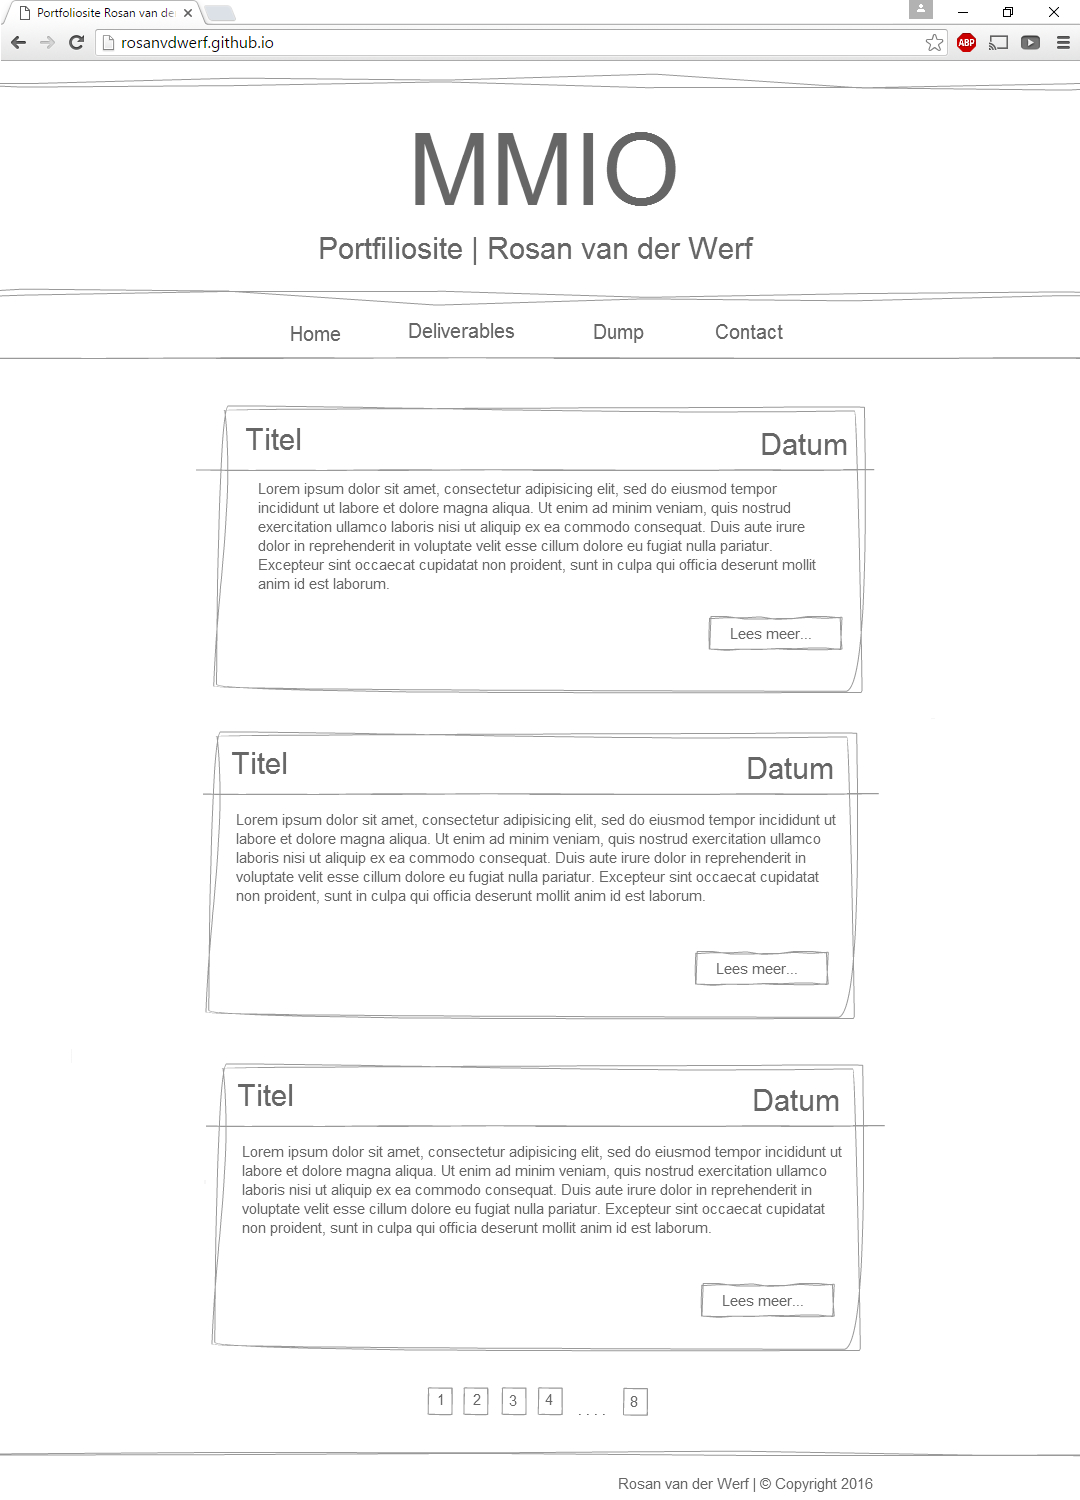 Portfoliosite Rosan van de
rosanvdwerf.github.io
ABP
MMIO
Portfiliosite | Rosan van der Werf
Home Deliverables Dump Contact
Titel Datum
Lorem ipsum dolor sit amet, consectetur adipisicing elit, sed do eiusmod tempor
incididunt ut labore et dolore magna aliqua. Ut enim ad minim veniam, quis nostrud
exercitation ullamco laboris nisi ut aliquip ex ea commodo consequat. Duis aute irure
dolor in reprehenderit in voluptate velit esse cillum dolore eu fugiat nulla pariatur.
Excepteur sint occaecat cupidatat non proident, sunt in culpa qui officia deserunt mollit
anim id est laborum.
Lees meer...
Titel Datum
Lorem ipsum dolor sit amet, consectetur adipisicing elit, sed do eiusmod tempor incididunt ut
labore et dolore magna aliqua. Ut enim ad minim veniam, quis nostrud exercitation ullamco
laboris nisi ut aliquip ex ea commodo consequat. Duis aute irure dolor in reprehenderit in
voluptate velit esse cillum dolore eu fugiat nulla pariatur. Excepteur sint occaecat cupidatat
non proident, sunt in culpa qui officia deserunt mollit anim id est laborum.
Lees meer...
Titel Datum
Lorem ipsum dolor sit amet, consectetur adipisicing elit, sed do eiusmod tempor incididunt ut
labore et dolore magna aliqua. Ut enim ad minim veniam, quis nostrud exercitation ullamco
laboris nisi ut aliquip ex ea commodo consequat. Duis aute irure dolor in reprehenderit in
voluptate velit esse cillum dolore eu fugiat nulla pariatur. Excepteur sint occaecat cupidatat
non proident, sunt in culpa qui officia deserunt mollit anim id est laborum.
Lees meer...
1 2 3 4 .... 8
Rosan van der Werf | © Copyright 2016